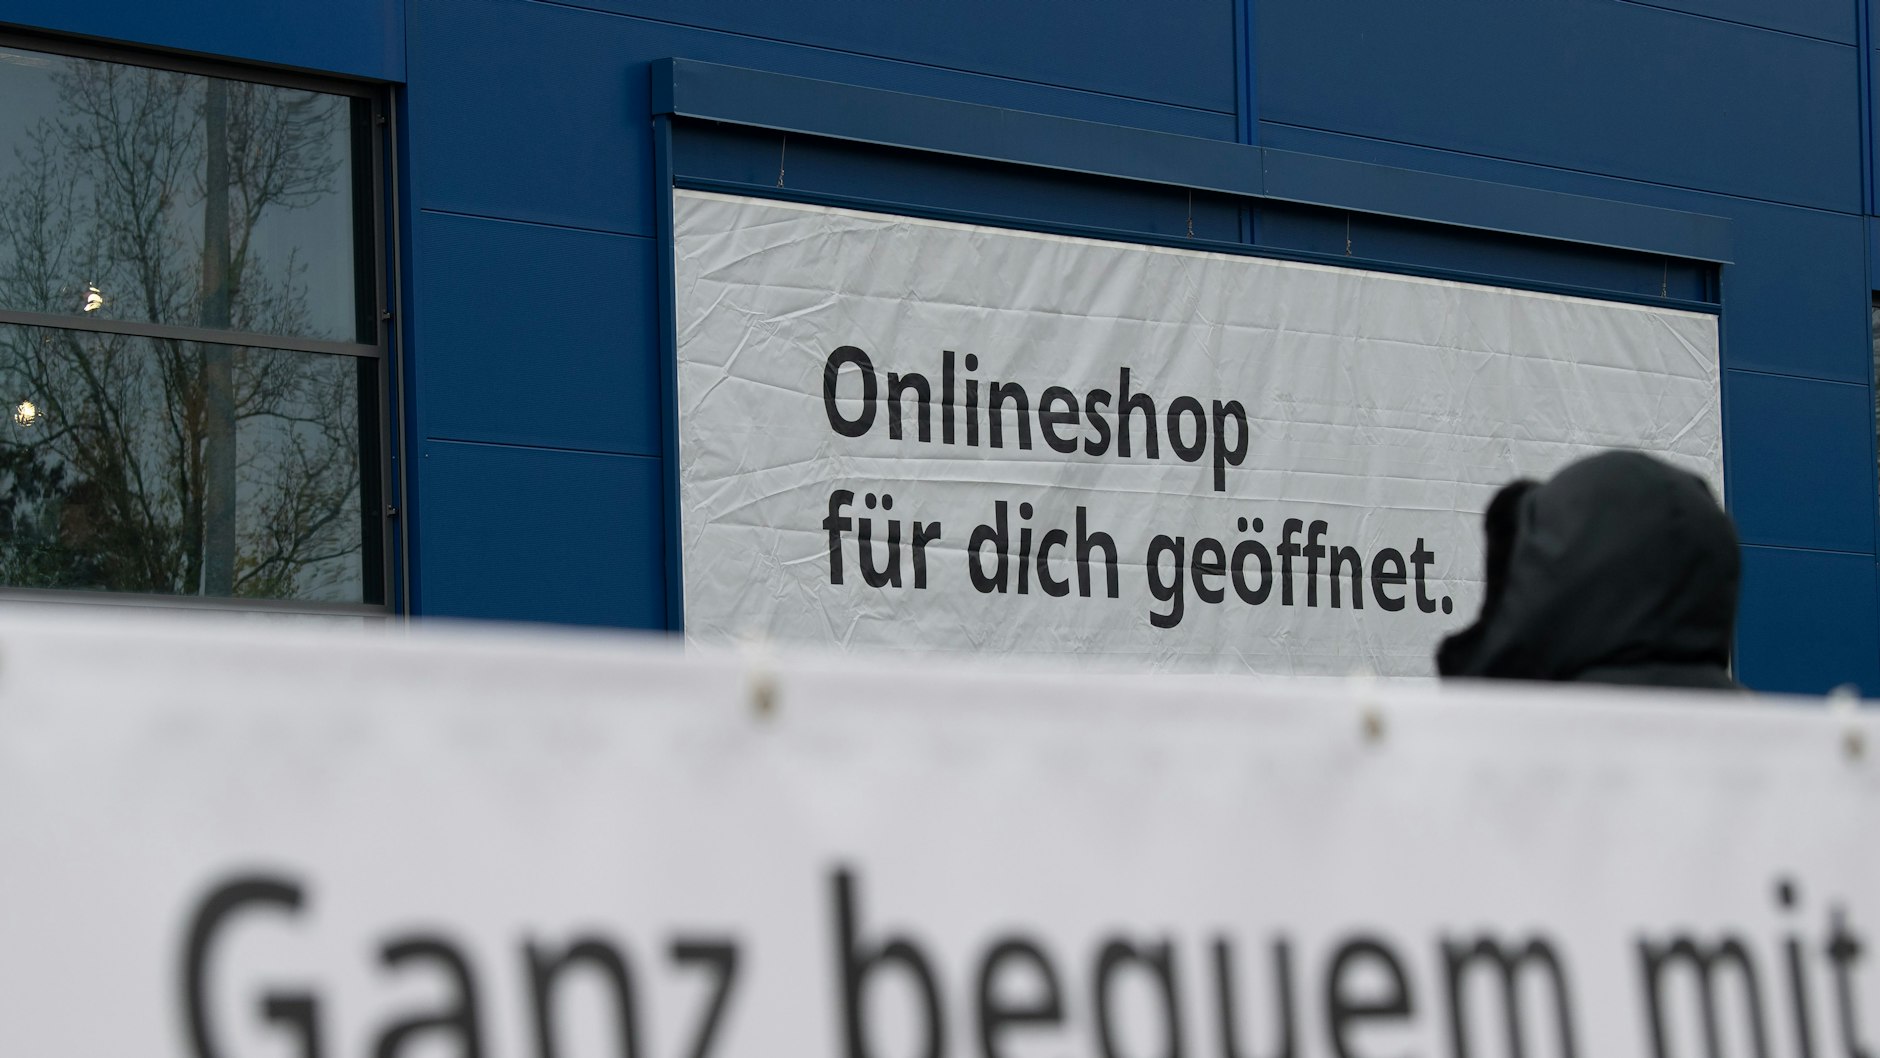 Onlineshop
für dich geöffnet.
Ganz bequem mit